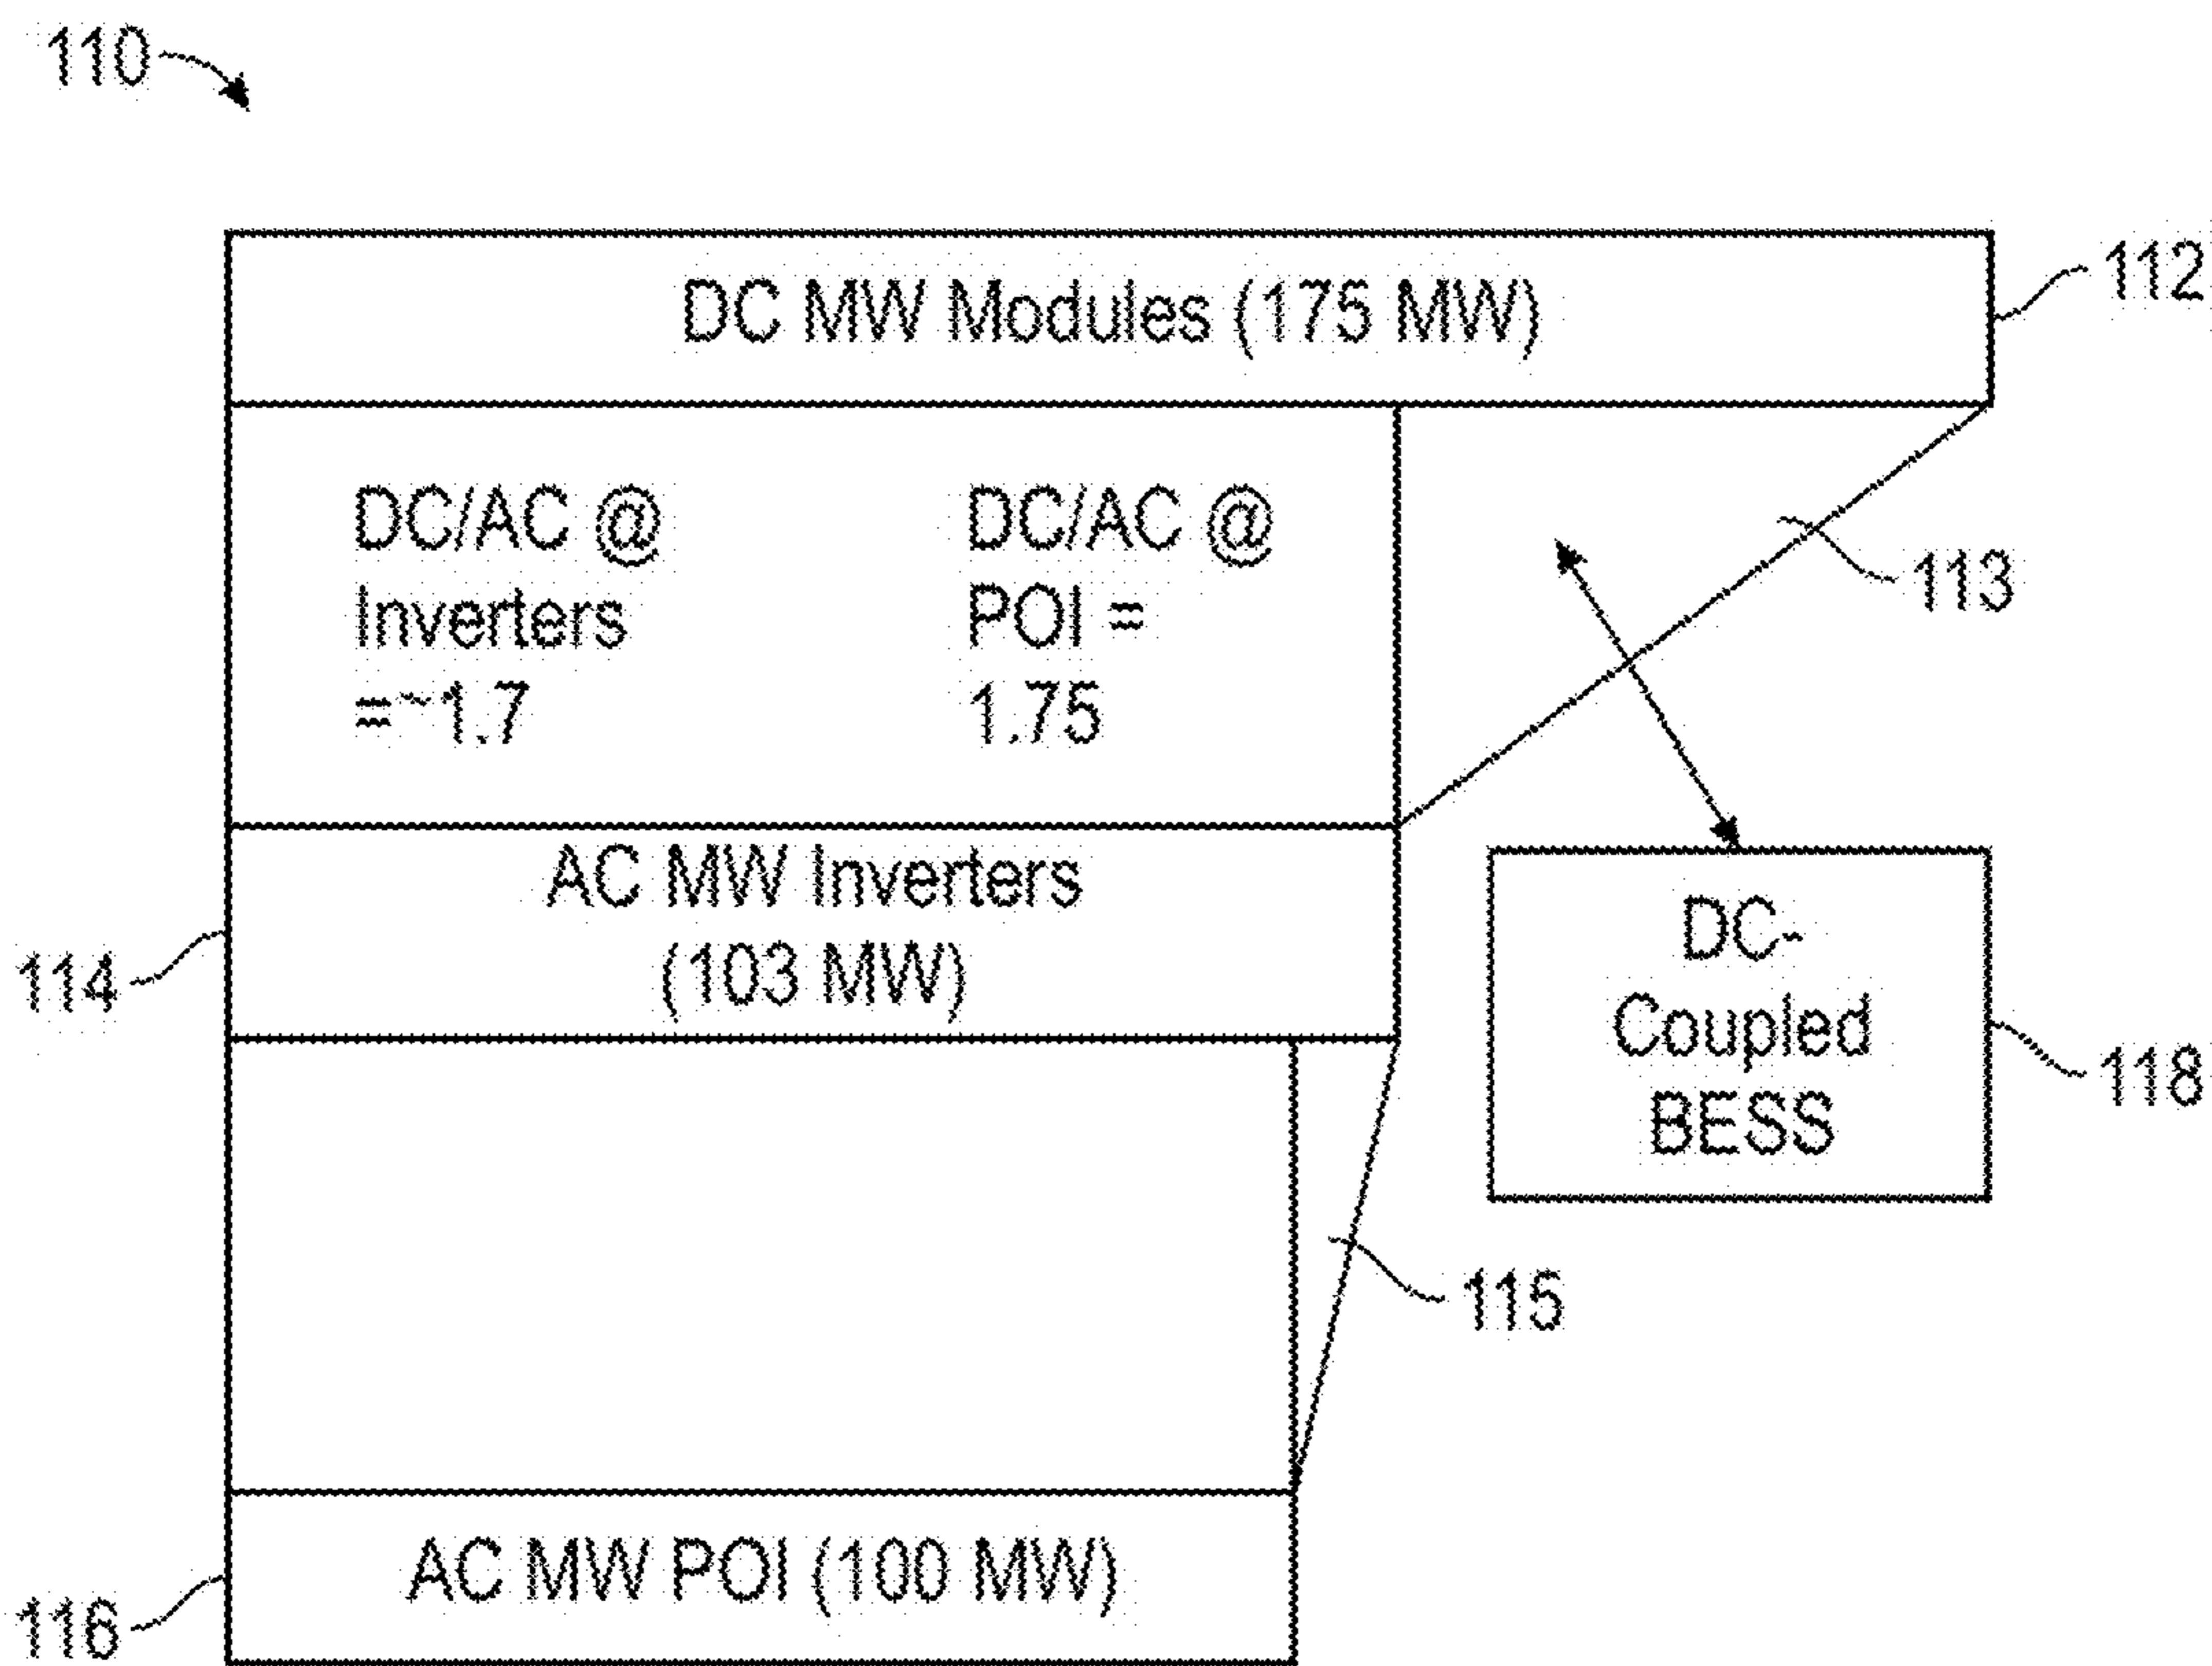 110
DC MW Modules (175 MW)
112
DC/AC @
Inverters
=~1.7
DC/AC @
POI =
1.75
113
AC MW Inverters
(103 MW)
114
DC-
Coupled
BESS
118
115
AC MW POI (100 MW)
116